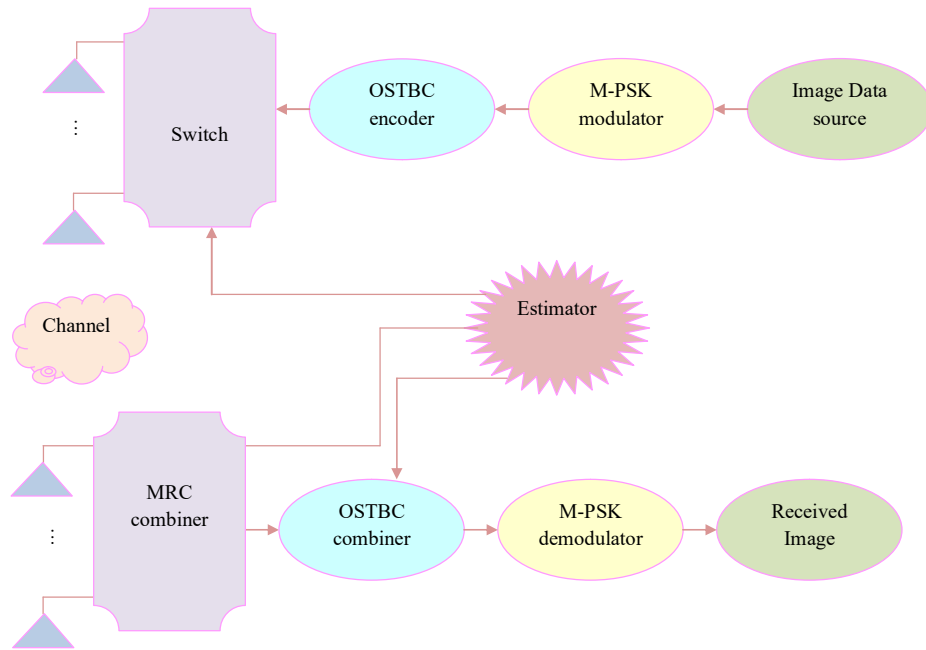 Switch
OSTBC
encoder
M-PSK
modulator
Image Data
source
⋮
Channel
Estimator
MRC
combiner
OSTBC
combiner
M-PSK
demodulator
Received
Image
⋮